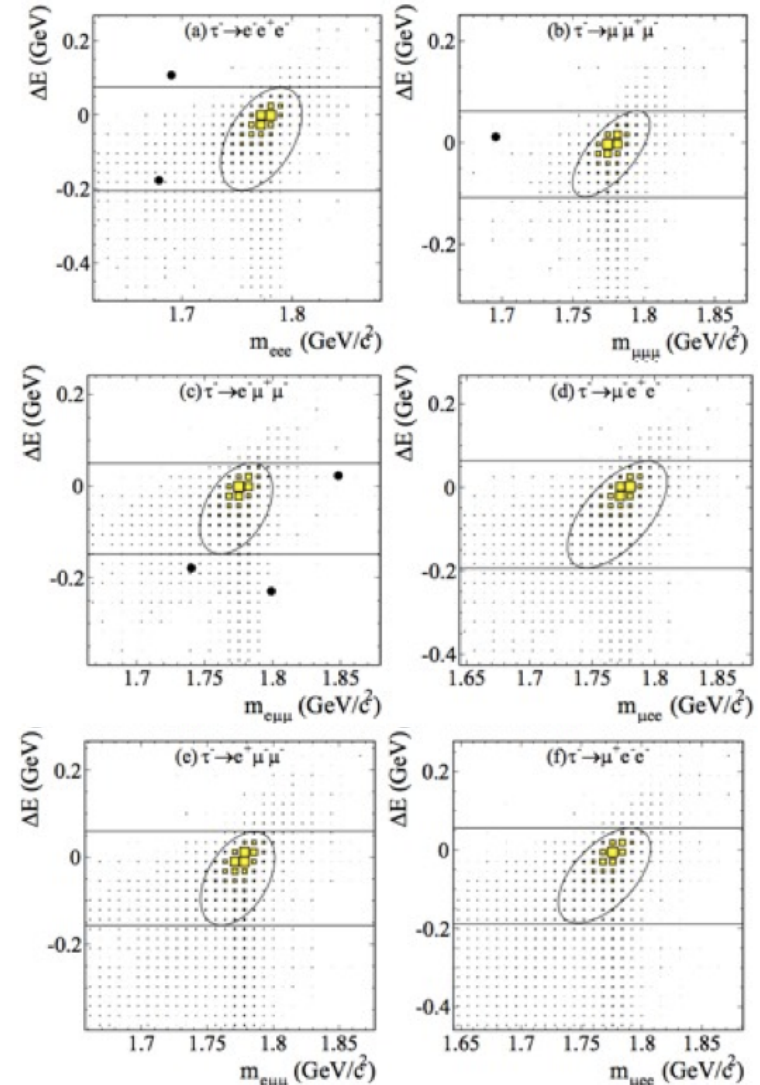 ΔE (GeV)
0.2
0
-0.2
-0.4
(a) τ⁻→e⁻e⁺e⁻
1.7 1.8
m_eee (GeV/c²)
ΔE (GeV)
0.2
0
-0.2
(b) τ⁻→μ⁻μ⁺μ⁻
1.7 1.75 1.8 1.85
m_μμμ (GeV/c²)
ΔE (GeV)
0.2
0
-0.2
(c) τ⁻→e⁻μ⁺μ⁻
1.7 1.75 1.8 1.85
m_eμμ (GeV/c²)
ΔE (GeV)
0.2
0
-0.2
-0.4
(d) τ⁻→μ⁻e⁺e⁻
1.65 1.7 1.75 1.8 1.85
m_μee (GeV/c²)
ΔE (GeV)
0.2
0
-0.2
(e) τ⁻→e⁺μ⁻μ⁻
1.7 1.75 1.8 1.85
m_eμμ (GeV/c²)
ΔE (GeV)
0.2
0
-0.2
-0.4
(f) τ⁻→μ⁺e⁻e⁻
1.65 1.7 1.75 1.8 1.85
m_μee (GeV/c²)